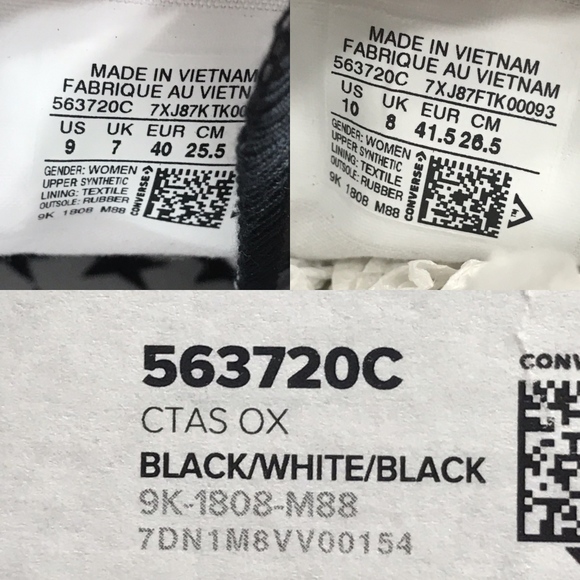 MADE IN VIETNAM
FABRIQUE AU VIETNAM
563720C 7XJ87KTK00
US UK EUR CM
9 7 40 25.5
GENDER: WOMEN
UPPER SYNTHETIC
LINING: TEXTILE
OUTSOLE: RUBBER
9K 1808 M88
CONVERSE
MADE IN VIETNAM
FABRIQUE AU VIETNAM
563720C 7XJ87FTK00093
US UK EUR CM
10 8 41.5 26.5
GENDER: WOMEN
UPPER SYNTHETIC
LINING: TEXTILE
OUTSOLE: RUBBER
9K 1808 M88
CONVERSE
563720C
CTAS OX
BLACK/WHITE/BLACK
9K-1808-M88
7DN1M8VV00154
CONV